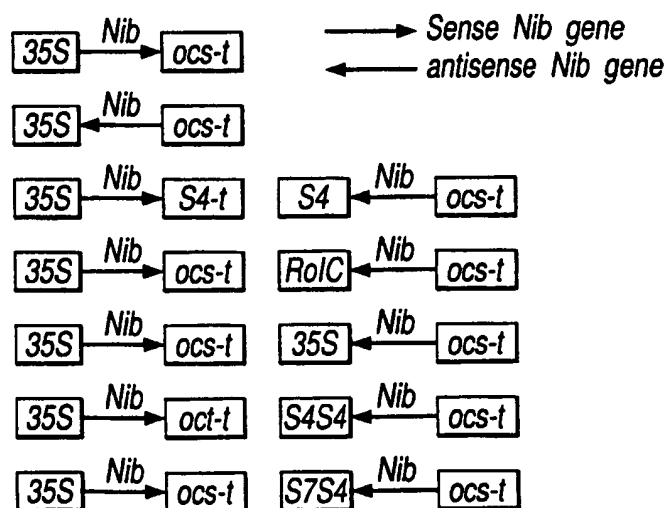 35S Nib ocs-t → Sense Nib gene
35S Nib ocs-t ← antisense Nib gene
35S Nib S4-t S4 Nib ocs-t
35S Nib ocs-t RolC Nib ocs-t
35S Nib ocs-t 35S Nib ocs-t
35S Nib oct-t S4S4 Nib ocs-t
35S Nib ocs-t S7S4 Nib ocs-t